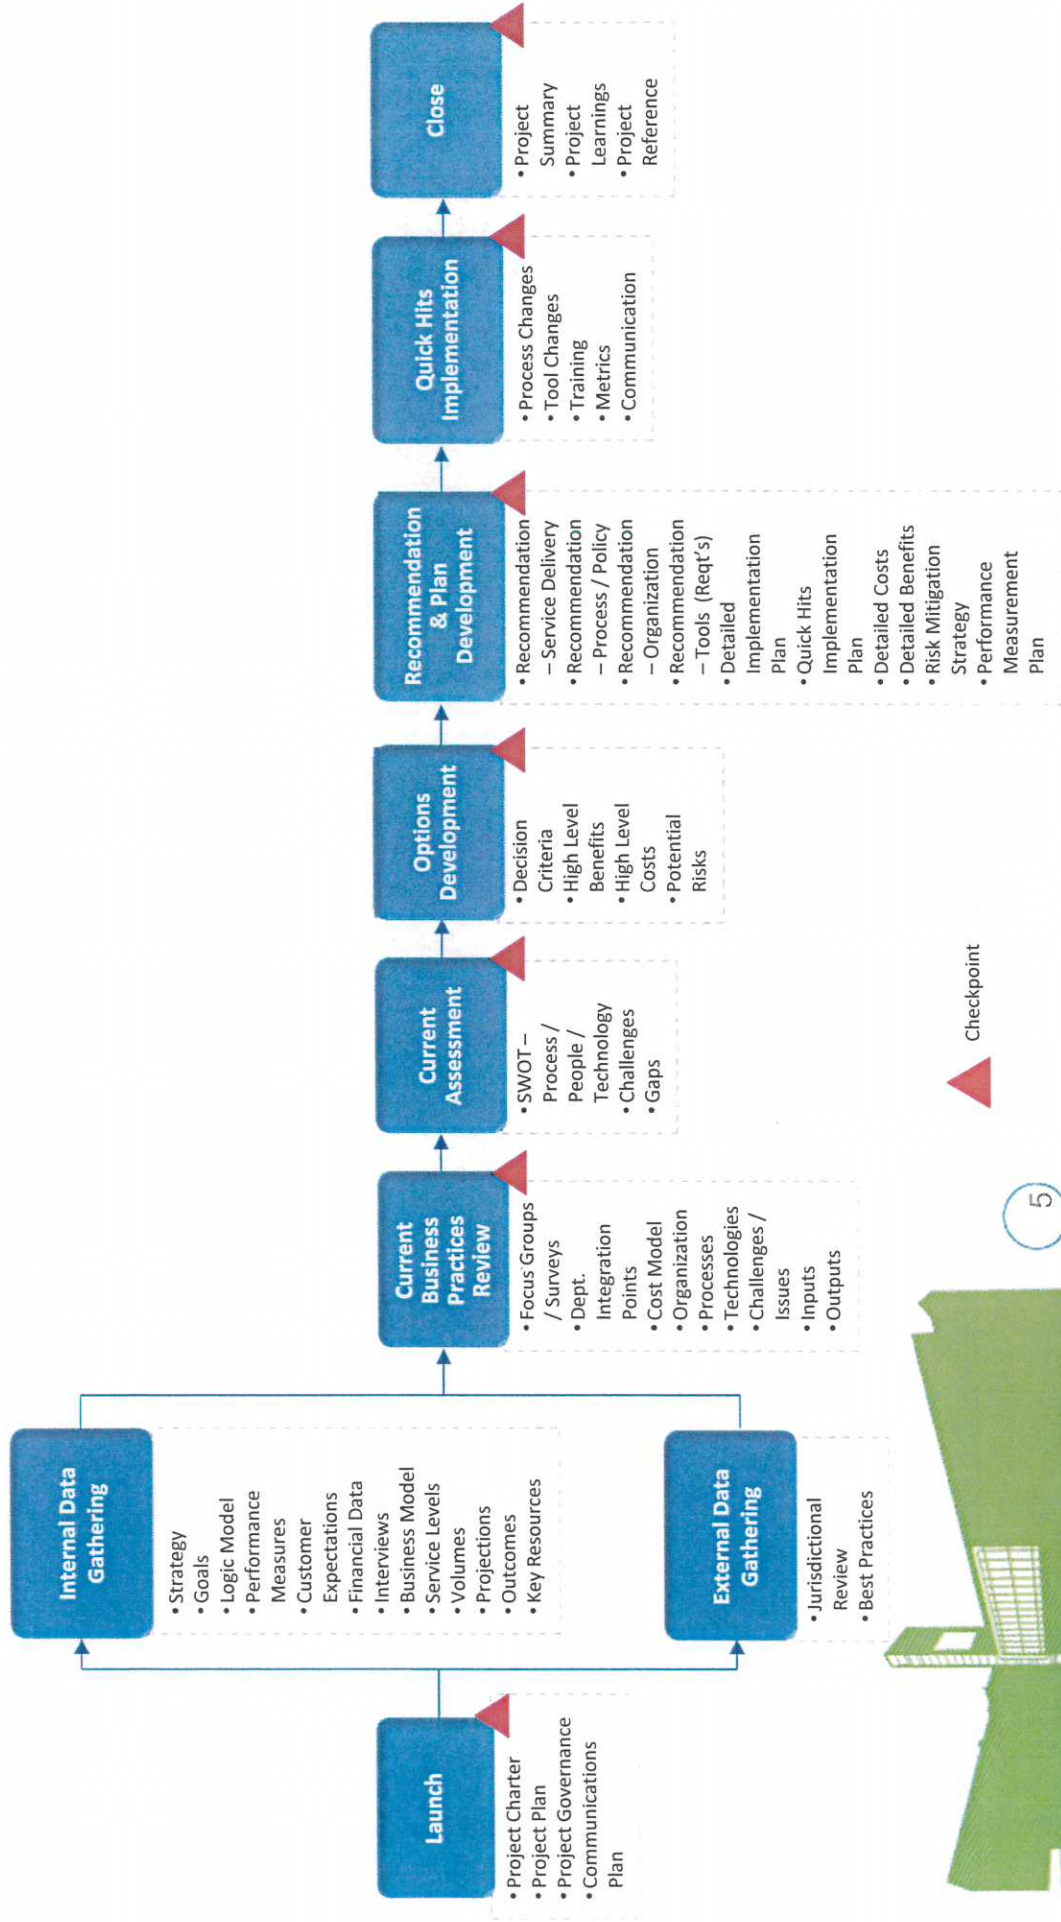 Launch
• Project Charter
• Project Plan
• Project Governance
• Communications
Plan
Internal Data
Gathering
• Strategy
• Goals
• Logic Model
• Performance
Measures
• Customer
Expectations
• Financial Data
• Interviews
• Business Model
• Service Levels
• Volumes
• Projections
• Outcomes
• Key Resources
External Data
Gathering
• Jurisdictional
Review
• Best Practices
Current
Business
Practices
Review
• Focus Groups
/ Surveys
• Dept.
Integration
Points
• Cost Model
• Organization
• Processes
• Technologies
• Challenges /
Issues
• Inputs
• Outputs
Current
Assessment
• SWOT –
Process /
People /
Technology
• Challenges
• Gaps
Options
Development
• Decision
Criteria
• High Level
Benefits
• High Level
Costs
• Potential
Risks
Recommendation
& Plan
Development
• Recommendation
– Service Delivery
• Recommendation
– Process / Policy
• Recommendation
– Organization
• Recommendation
– Tools (Reqt's)
• Detailed
Implementation
Plan
• Quick Hits
Implementation
Plan
• Detailed Costs
• Detailed Benefits
• Risk Mitigation
Strategy
• Performance
Measurement
Plan
Quick Hits
Implementation
• Process Changes
• Tool Changes
• Training
• Metrics
• Communication
Close
• Project
Summary
• Project
Learnings
• Project
Reference
Checkpoint
5